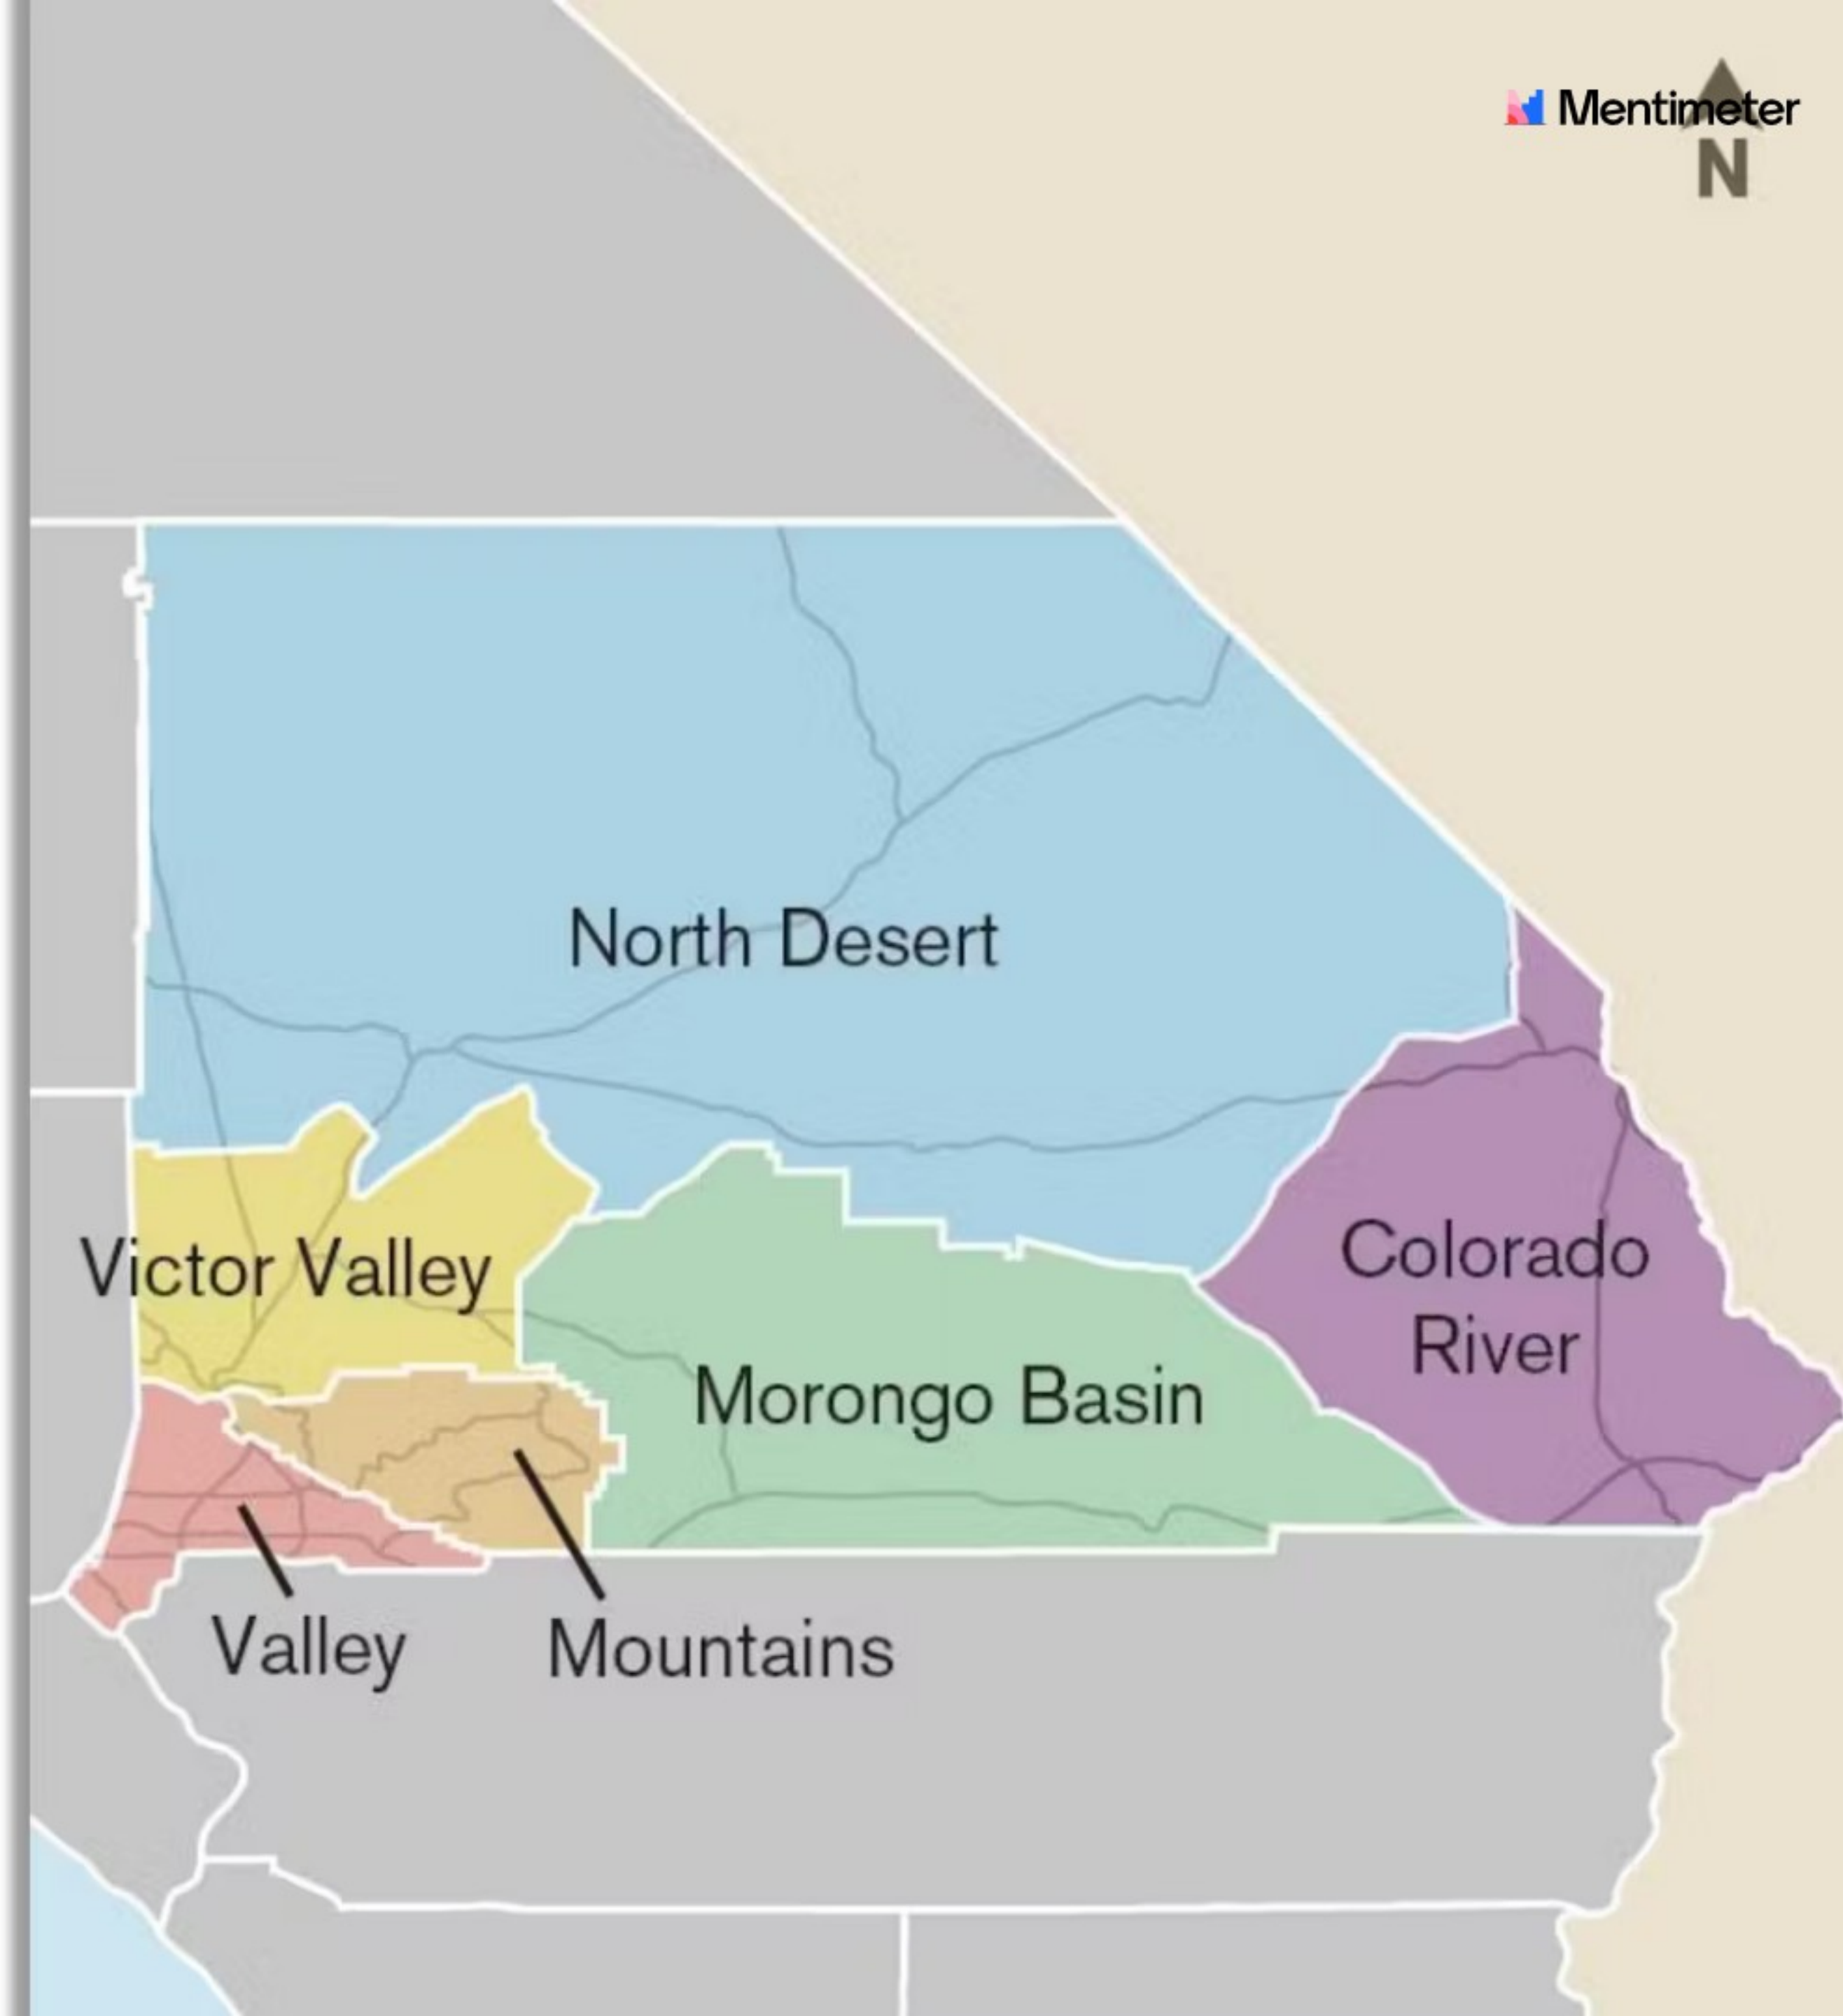 Mentimeter
N
North Desert
Victor Valley
Colorado
River
Morongo Basin
Valley
Mountains